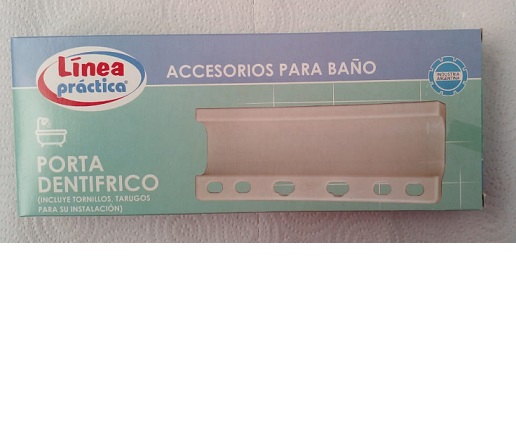 Línea
práctica®
ACCESORIOS PARA BAÑO
INDUSTRIA
ARGENTINA
PORTA
DENTIFRICO
(INCLUYE TORNILLOS, TARUGOS
PARA SU INSTALACIÓN)